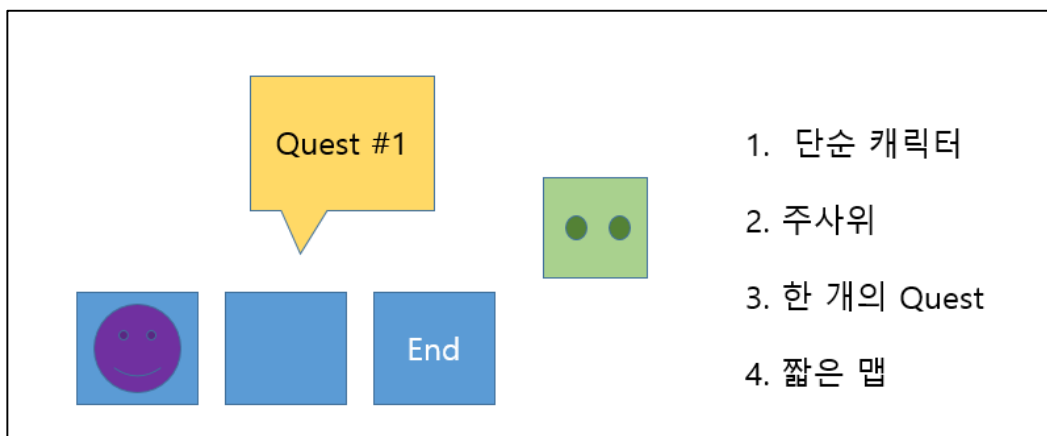 Quest #1
End
1. 단순 캐릭터
2. 주사위
3. 한 개의 Quest
4. 짧은 맵